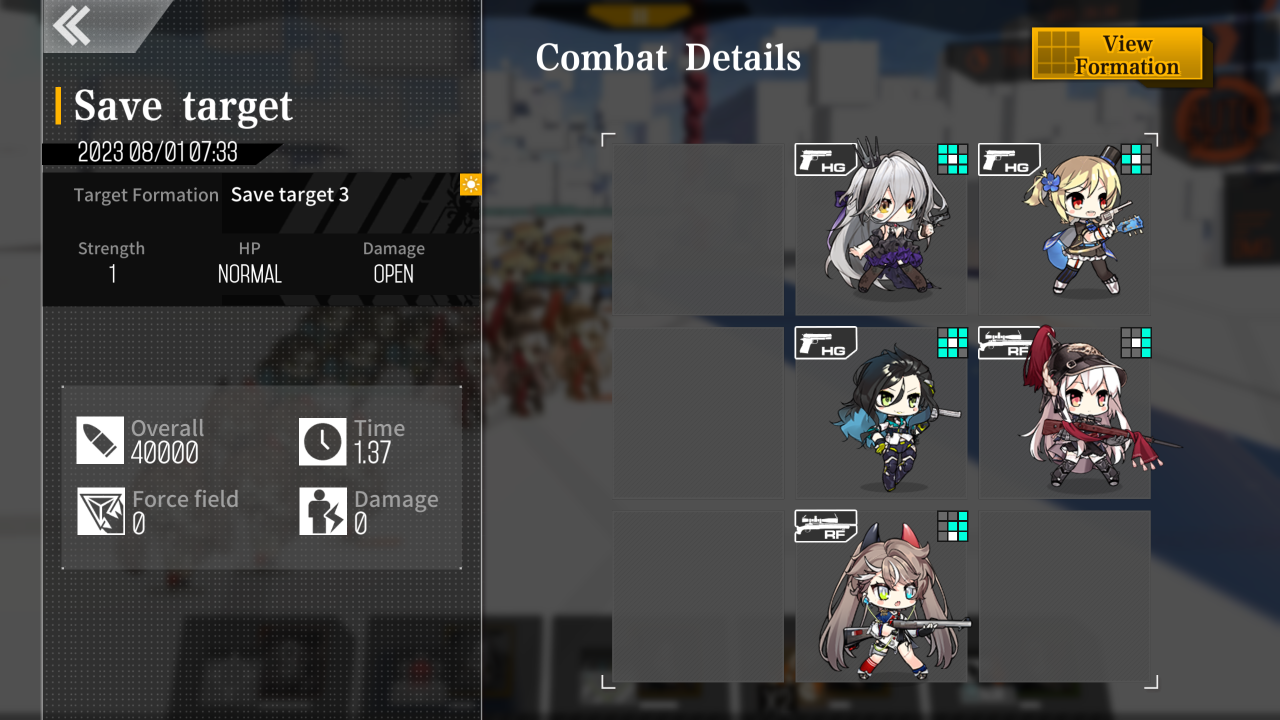 Save target
2023 08/01 07:33
Target Formation Save target 3
Strength HP Damage
1 NORMAL OPEN
Overall Time
40000 1.37
Force field Damage
0 0
Combat Details
View
Formation
HG HG
HG RF
RF